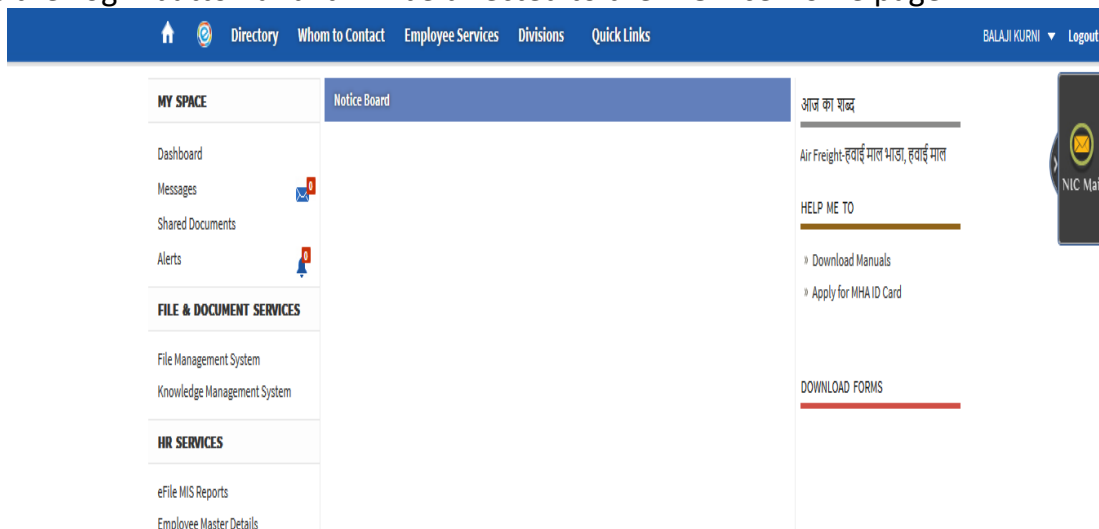 Directory Whom to Contact Employee Services Divisions Quick Links BALAJI KURNI Logout
MY SPACE
Dashboard
Messages 0
Shared Documents
Alerts 0
FILE & DOCUMENT SERVICES
File Management System
Knowledge Management System
HR SERVICES
eFile MIS Reports
Employee Master Details
Notice Board
आज का शब्द
Air Freight-हवाई माल भाडा, हवाई माल
HELP ME TO
» Download Manuals
» Apply for MHA ID Card
DOWNLOAD FORMS
NIC Mai